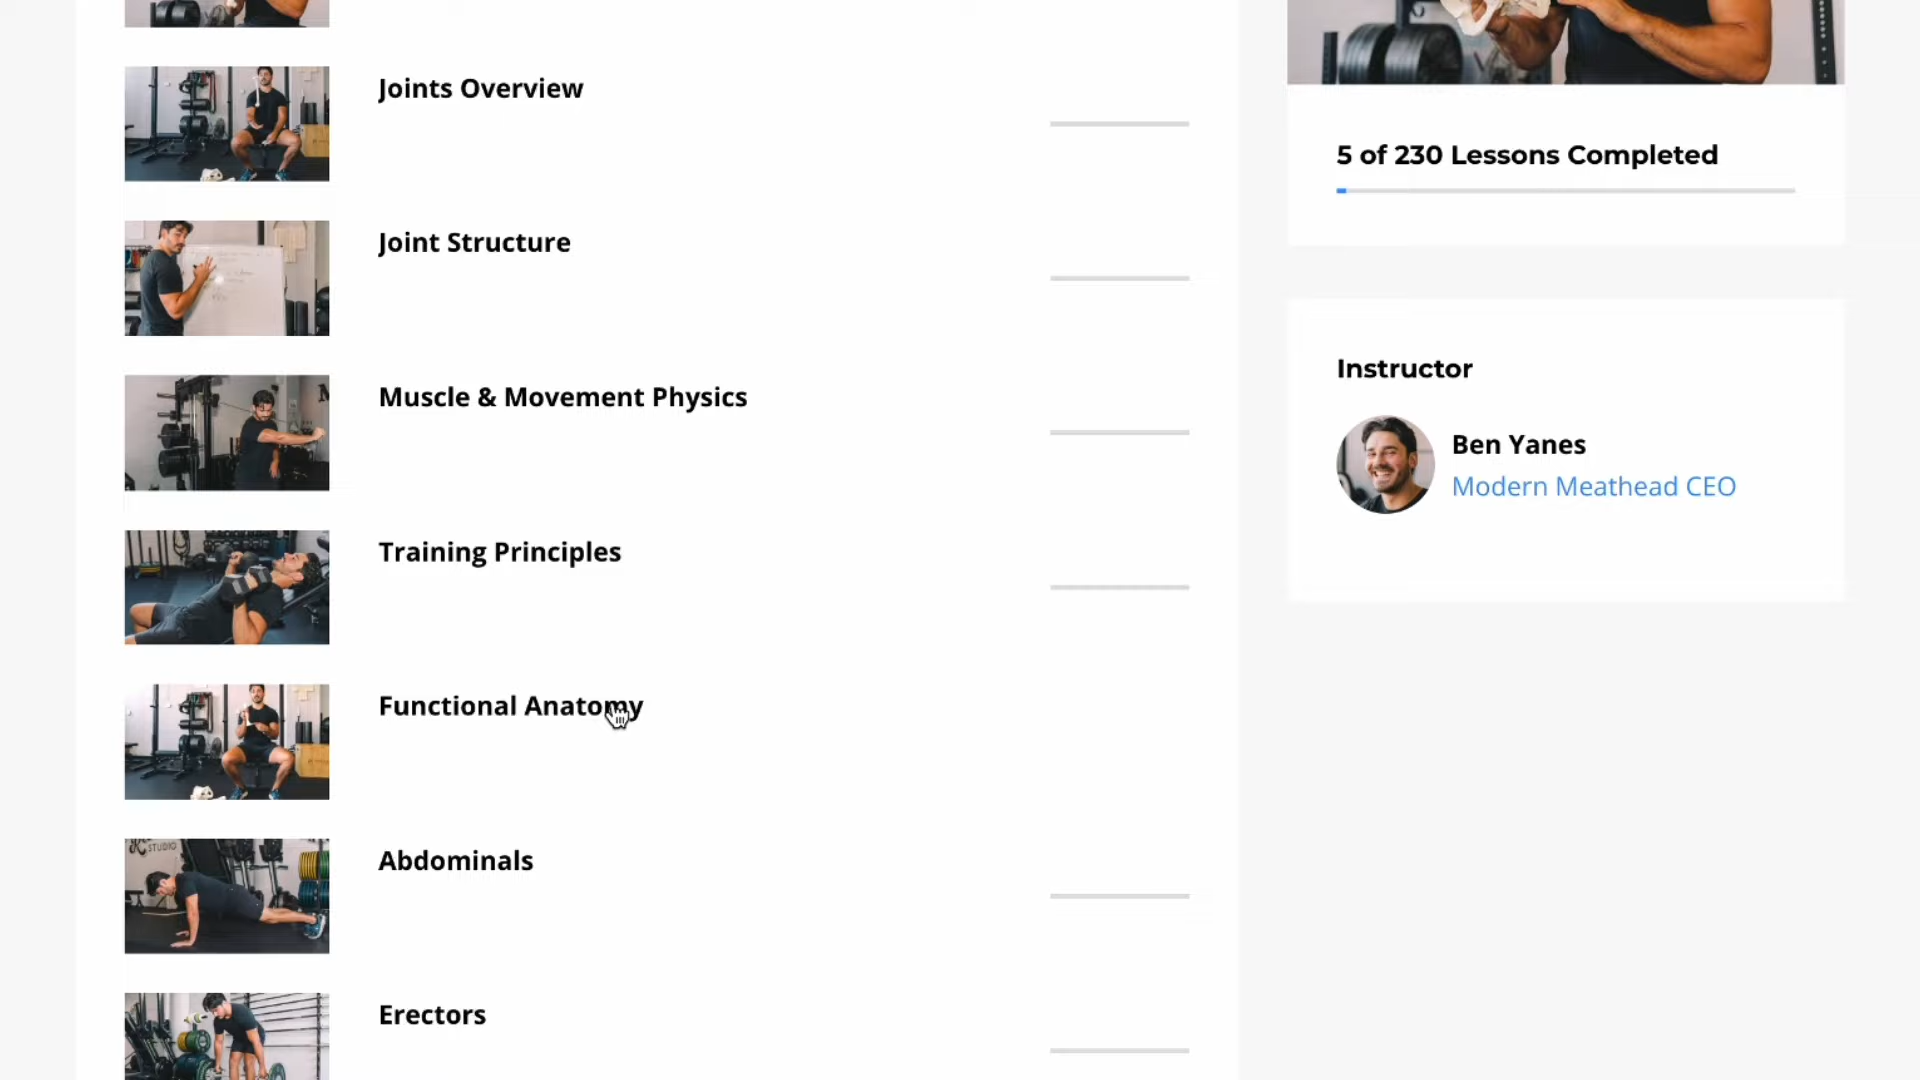 Joints Overview
Joint Structure
Muscle & Movement Physics
Training Principles
Functional Anatomy
Abdominals
STUDIO
Erectors
5 of 230 Lessons Completed
Instructor
Ben Yanes
Modern Meathead CEO